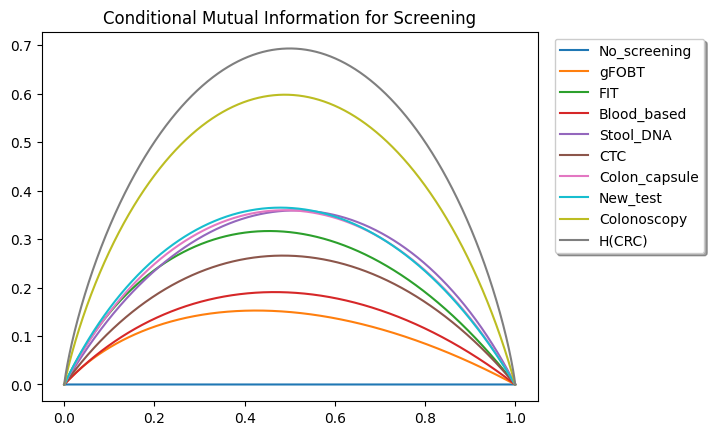 Conditional Mutual Information for Screening
0.7
0.6
0.5
0.4
0.3
0.2
0.1
0.0
0.0 0.2 0.4 0.6 0.8 1.0
No_screening
gFOBT
FIT
Blood_based
Stool_DNA
CTC
Colon_capsule
New_test
Colonoscopy
H(CRC)